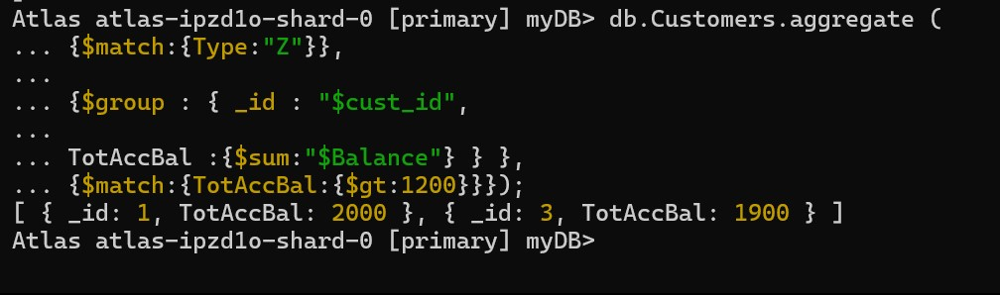 Atlas atlas-ipzd1o-shard-0 [primary] myDB> db.Customers.aggregate (
... {$match:{Type:"Z"}},
...
... {$group : { _id : "$cust_id",
...
... TotAccBal :{$sum:"$Balance"} } },
... {$match:{TotAccBal:{$gt:1200}}});
[ { _id: 1, TotAccBal: 2000 }, { _id: 3, TotAccBal: 1900 } ]
Atlas atlas-ipzd1o-shard-0 [primary] myDB>